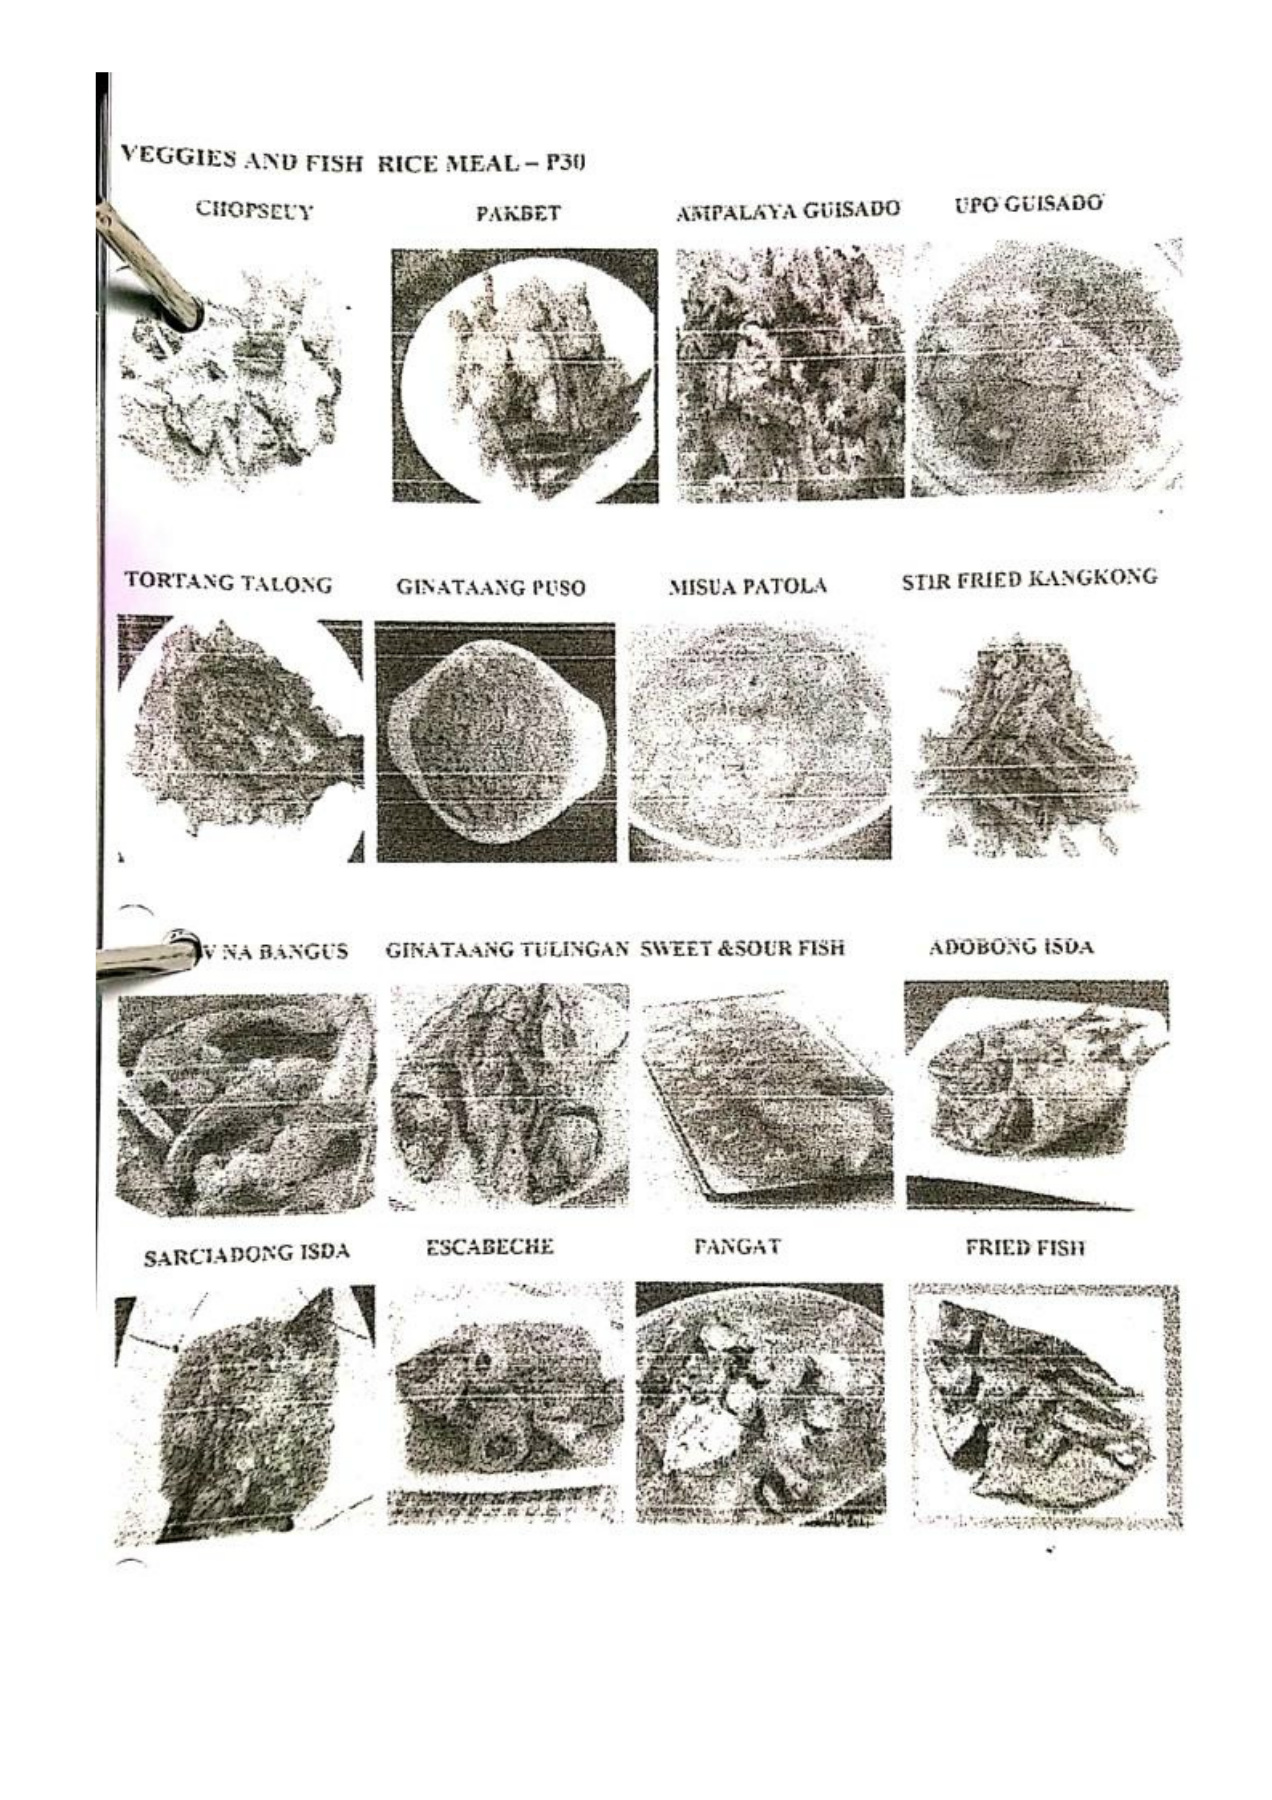 VEGGIES AND FISH RICE MEAL – P30
CHOPSEUY PAKBET AMPALAYA GUISADO UPO GUISADO
TORTANG TALONG GINATAANG PUSO MISUA PATOLA STIR FRIED KANGKONG
NA BANGUS GINATAANG TULINGAN SWEET &SOUR FISH ADOBONG ISDA
SARCIADONG ISDA ESCABECHE PANGAT FRIED FISH